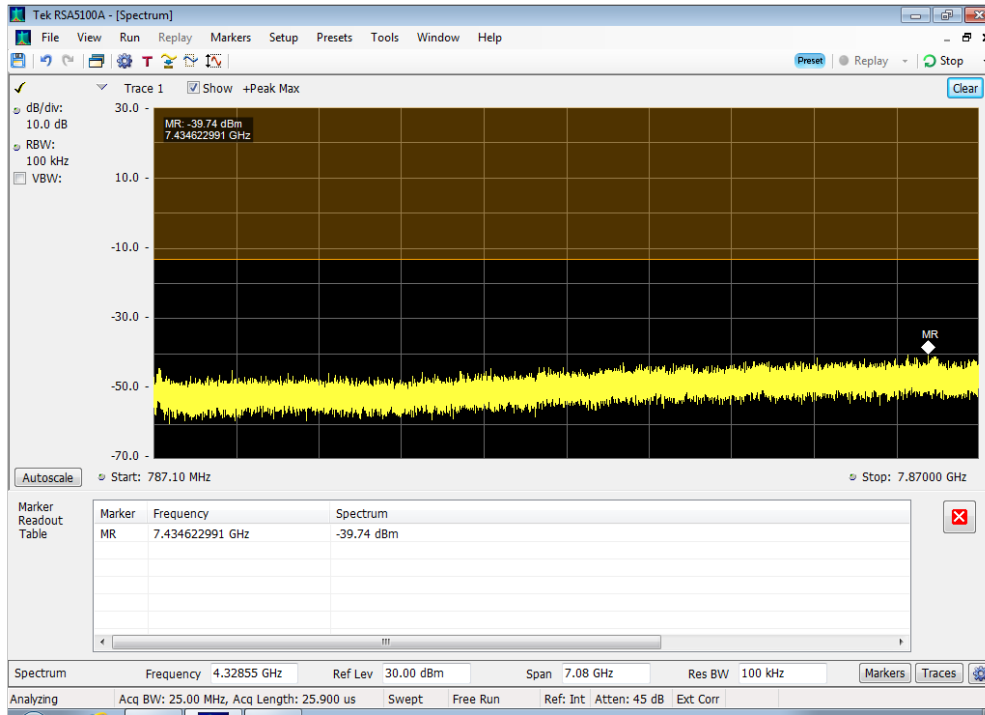 Tek RSA5100A - [Spectrum]
File View Run Replay Markers Setup Presets Tools Window Help
T Preset Replay Stop
Trace 1 Show +Peak Max Clear
dB/div:
10.0 dB
RBW:
100 kHz
VBW:
30.0 -
MR: -39.74 dBm
7.434622991 GHz
10.0 -
-10.0 -
-30.0 -
MR
-50.0 -
-70.0 -
Autoscale Start: 787.10 MHz Stop: 7.87000 GHz
Marker
Readout
Table
Marker Frequency Spectrum
MR 7.434622991 GHz -39.74 dBm
Spectrum Frequency 4.32855 GHz Ref Lev 30.00 dBm Span 7.08 GHz Res BW 100 kHz Markers Traces
Analyzing Acq BW: 25.00 MHz, Acq Length: 25.900 us Swept Free Run Ref: Int Atten: 45 dB Ext Corr